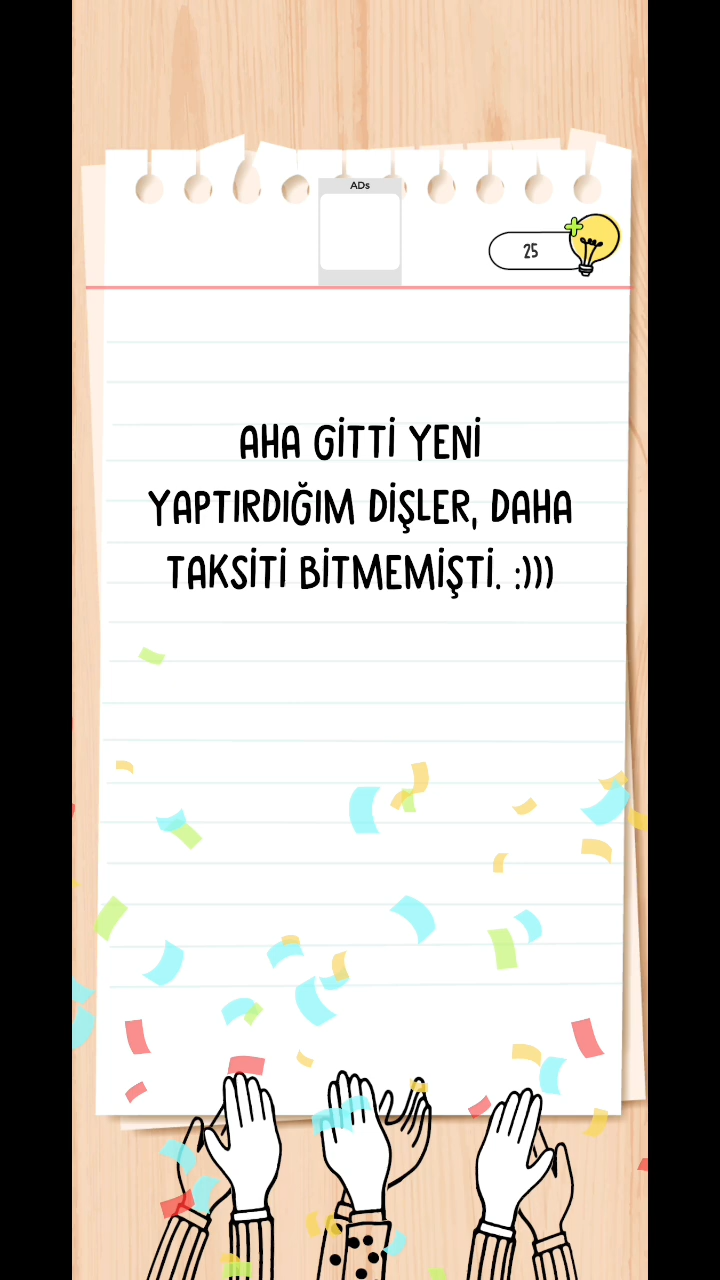 ADs
25
AHA GİTTİ YENİ
YAPTIRDIĞIM DİŞLER, DAHA
TAKSİTİ BİTMEMİŞTİ. :)))